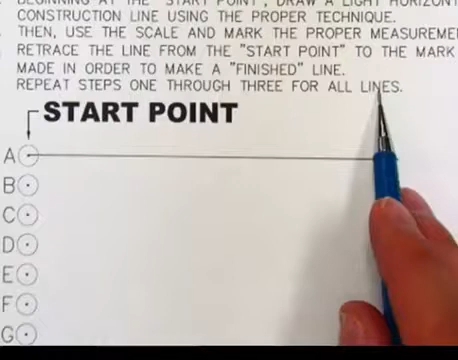 BEGINNING AT THE "START POINT", DRAW A LIGHT HORIZONT
CONSTRUCTION LINE USING THE PROPER TECHNIQUE.
THEN, USE THE SCALE AND MARK THE PROPER MEASUREME
RETRACE THE LINE FROM THE "START POINT" TO THE MARK
MADE IN ORDER TO MAKE A "FINISHED" LINE.
REPEAT STEPS ONE THROUGH THREE FOR ALL LINES.
START POINT
A
B
C
D
E
F
G